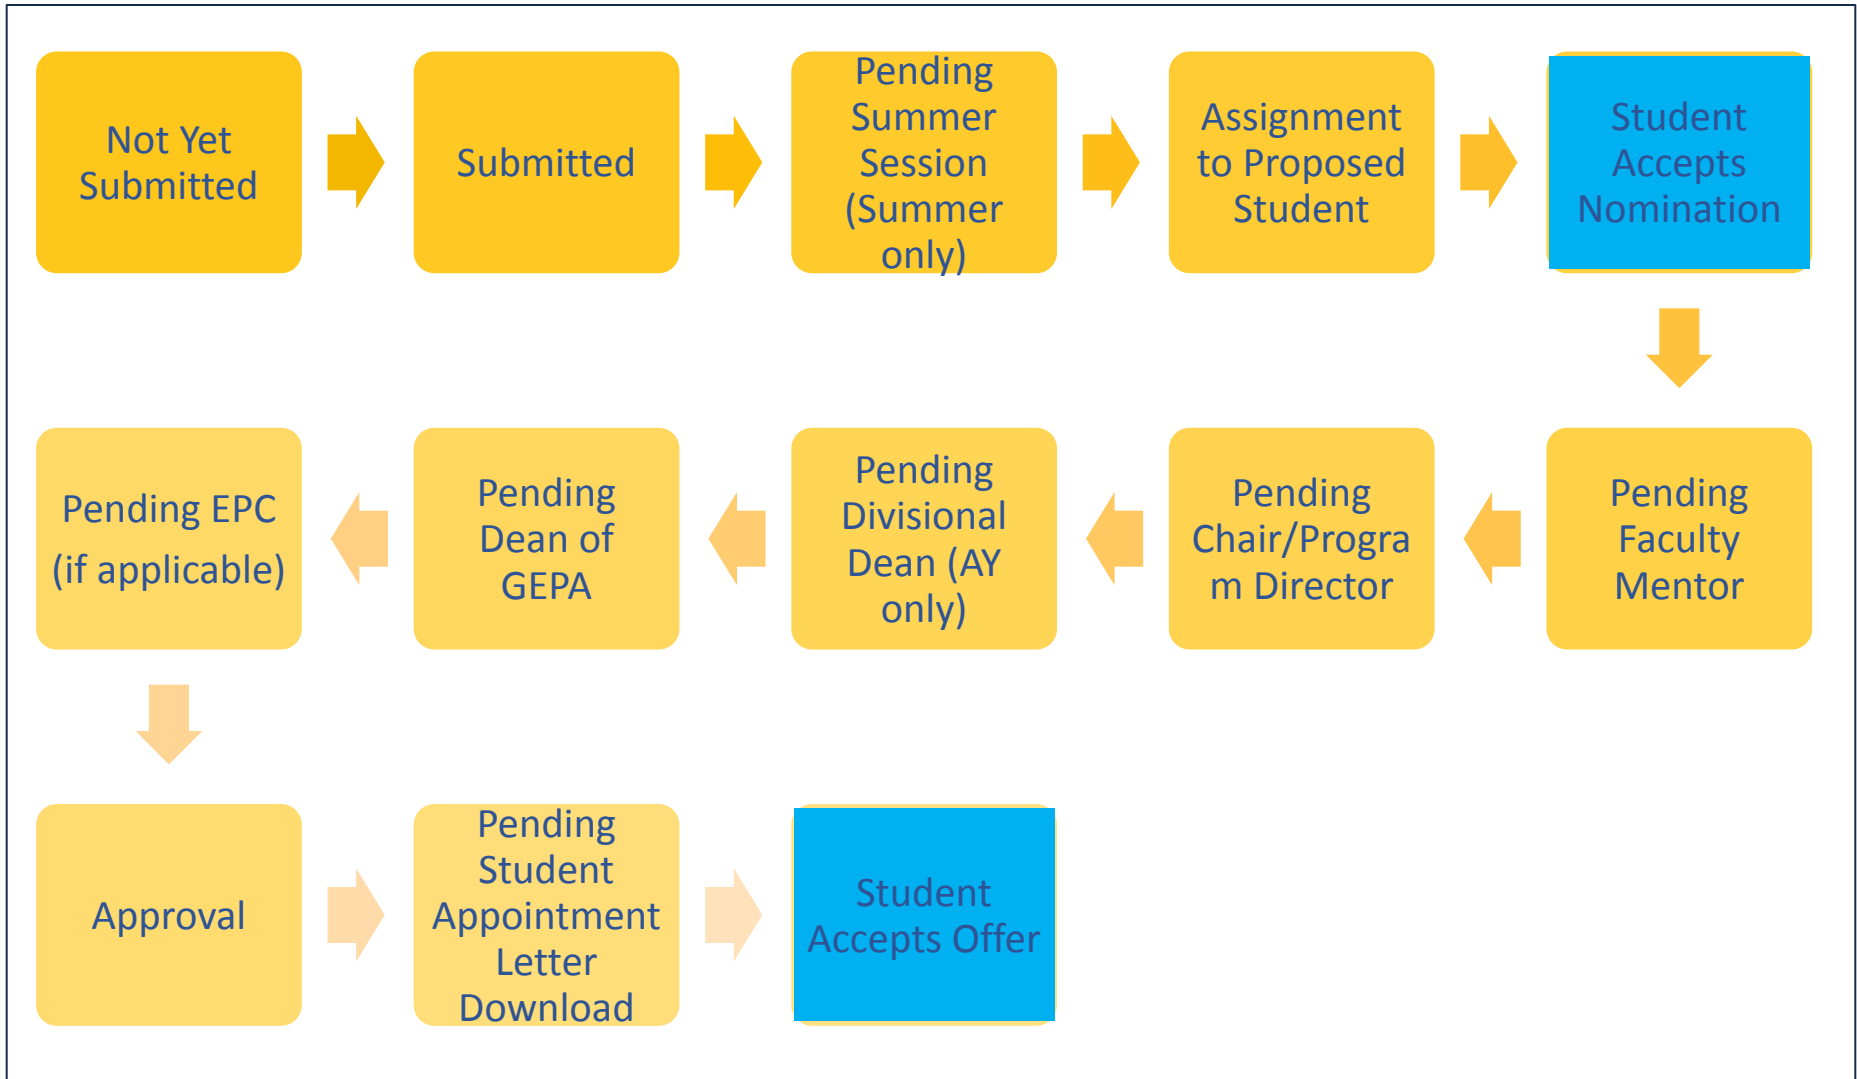 Not Yet
Submitted
Submitted
Pending
Summer
Session
(Summer
only)
Assignment
to Proposed
Student
Student
Accepts
Nomination
Pending
Faculty
Mentor
Pending
Chair/Progra
m Director
Pending
Divisional
Dean (AY
only)
Pending
Dean of
GEPA
Pending EPC
(if applicable)
Approval
Pending
Student
Appointment
Letter
Download
Student
Accepts Offer